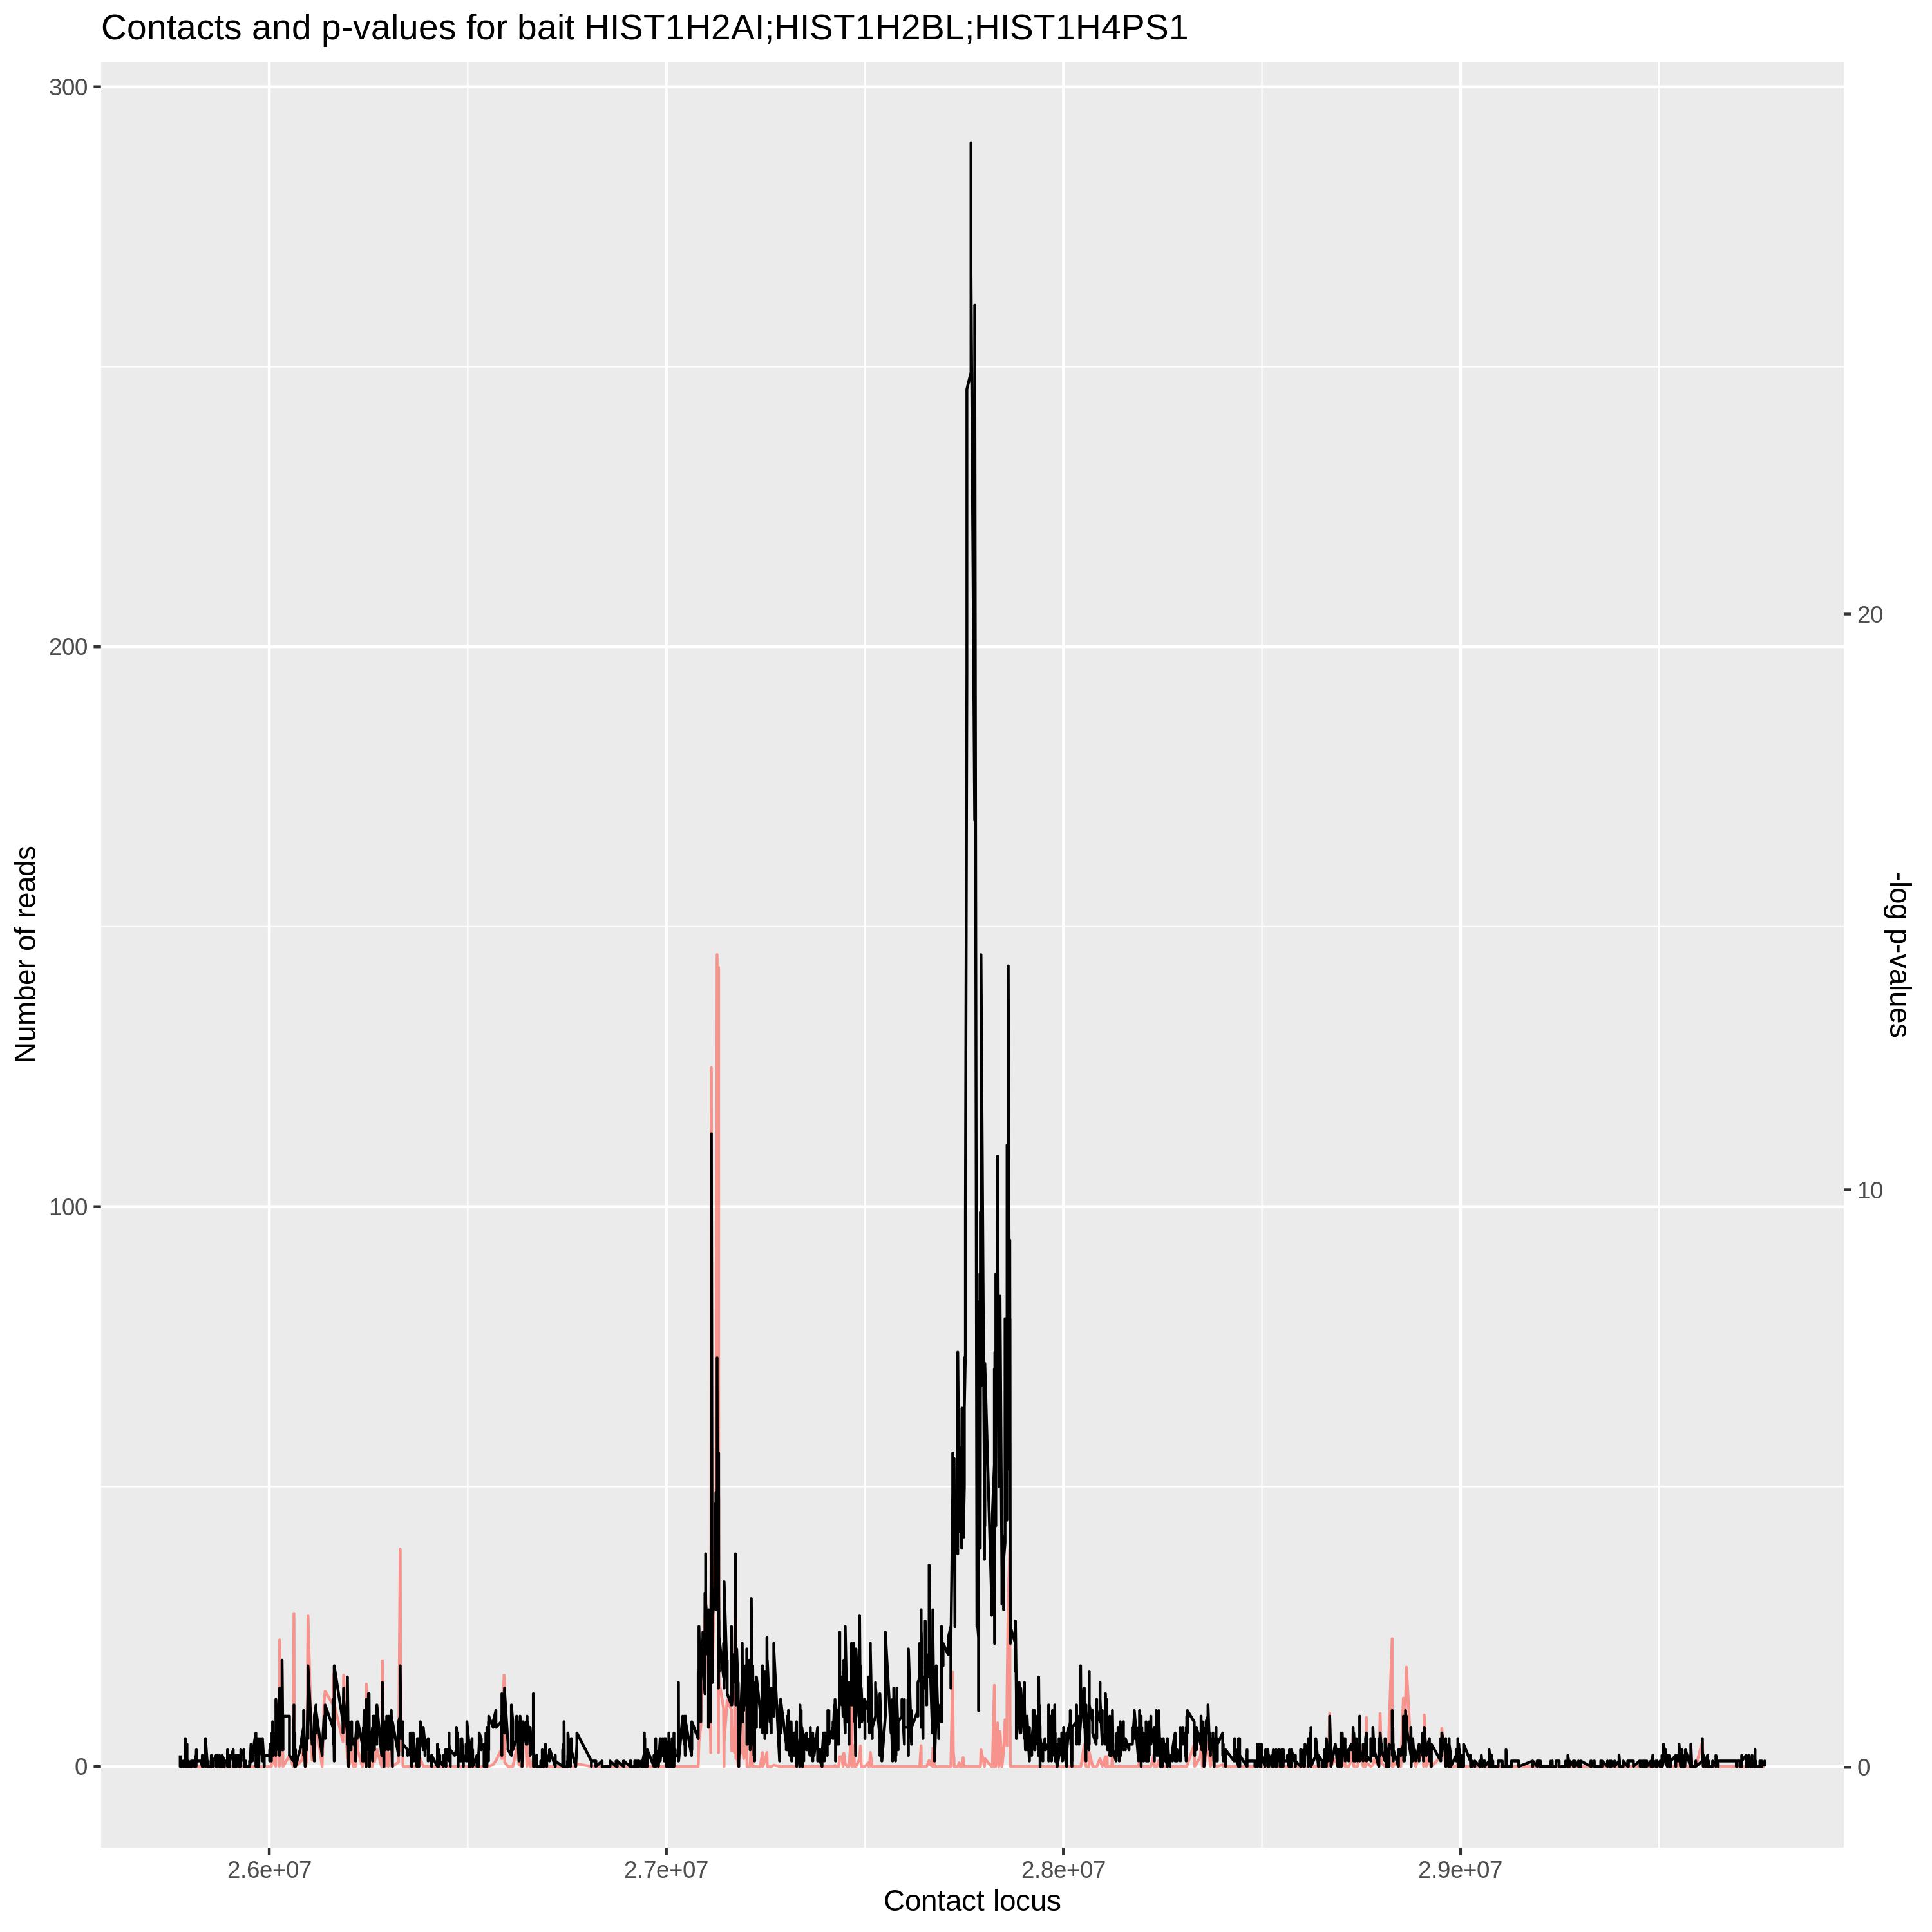 Contacts and p-values for bait HIST1H2AI;HIST1H2BL;HIST1H4PS1
300
200
100
0
Number of reads
20
10
0
-log p-values
2.6e+07 2.7e+07 2.8e+07 2.9e+07
Contact locus